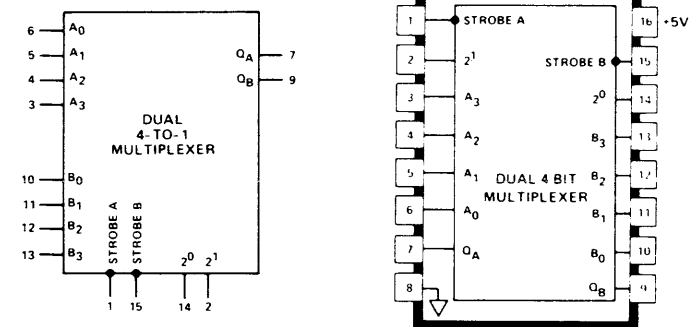 6 A0
5 A1
4 A2
3 A3
QA 7
QB 9
DUAL
4-TO-1
MULTIPLEXER
10 B0
11 B1
12 B2
13 B3
STROBE A
STROBE B
2^0 2^1
1 15 14 2
1 STROBE A
16 +5V
2 2^1
STROBE B 15
3 A3
2^0 14
4 A2
B3 13
5 A1
B2 12
DUAL 4 BIT
MULTIPLEXER
6 A0
B1 11
7 QA
B0 10
8
QB 9